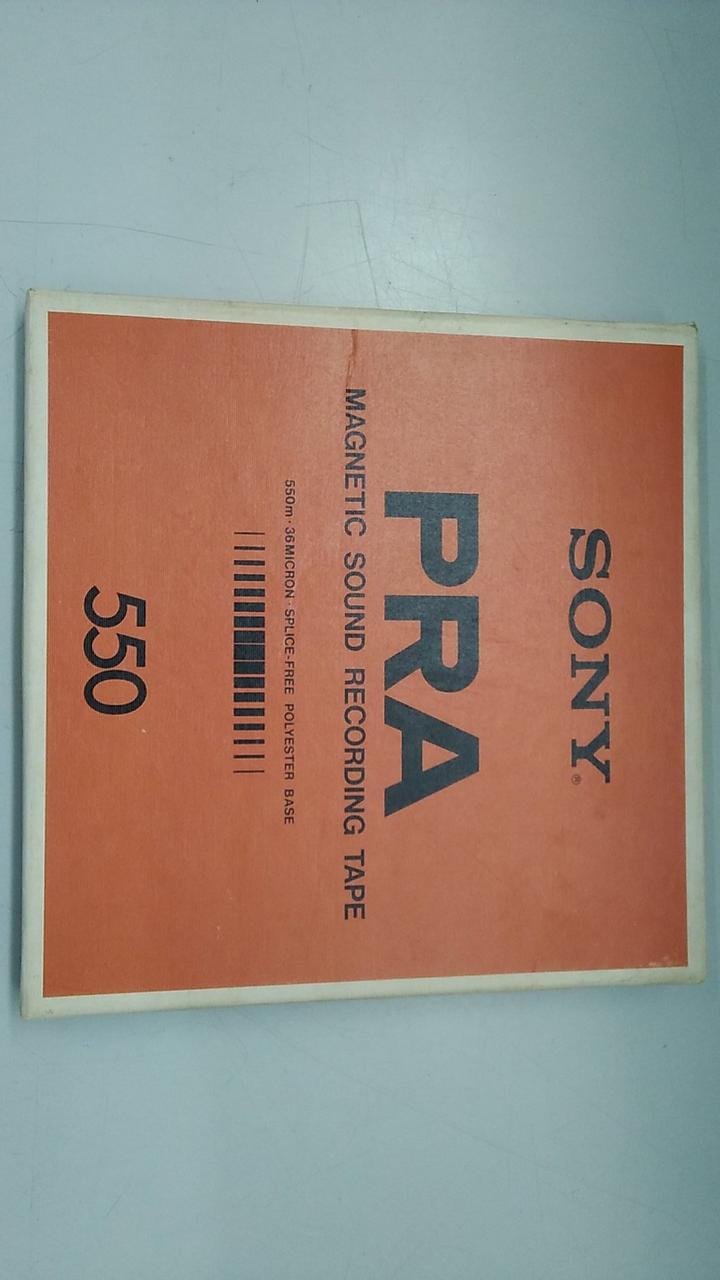 SONY®
PRA
MAGNETIC SOUND RECORDING TAPE
550m · 36MICRON · SPLICE-FREE POLYESTER BASE
550